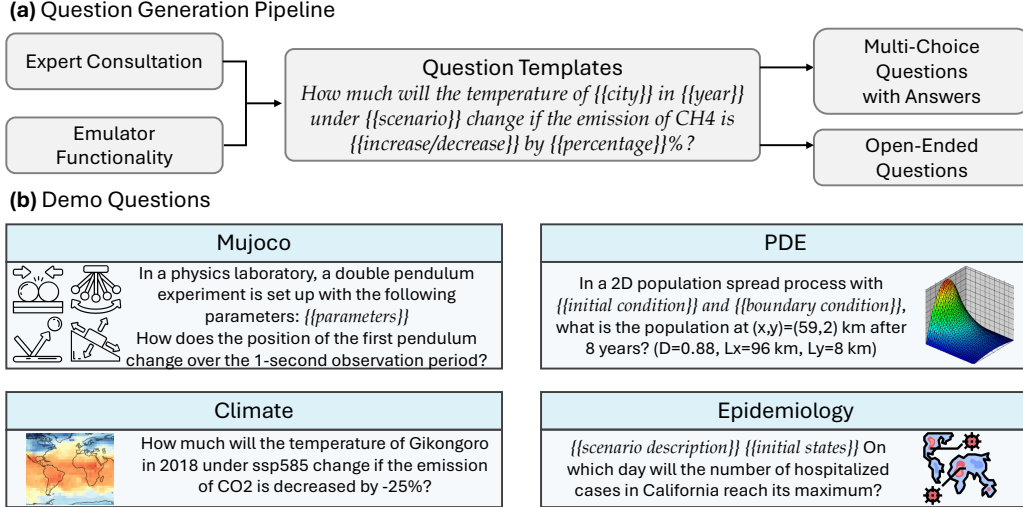 (a) Question Generation Pipeline
Expert Consultation
Emulator
Functionality
Question Templates
How much will the temperature of {{city}} in {{year}}
under {{scenario}} change if the emission of CH4 is
{{increase/decrease}} by {{percentage}}%?
Multi-Choice
Questions
with Answers
Open-Ended
Questions
(b) Demo Questions
Mujoco
In a physics laboratory, a double pendulum
experiment is set up with the following
parameters: {{parameters}}
How does the position of the first pendulum
change over the 1-second observation period?
PDE
In a 2D population spread process with
{{initial condition}} and {{boundary condition}},
what is the population at (x,y)=(59,2) km after
8 years? (D=0.88, Lx=96 km, Ly=8 km)
Climate
How much will the temperature of Gikongoro
in 2018 under ssp585 change if the emission
of CO2 is decreased by -25%?
Epidemiology
{{scenario description}} {{initial states}} On
which day will the number of hospitalized
cases in California reach its maximum?